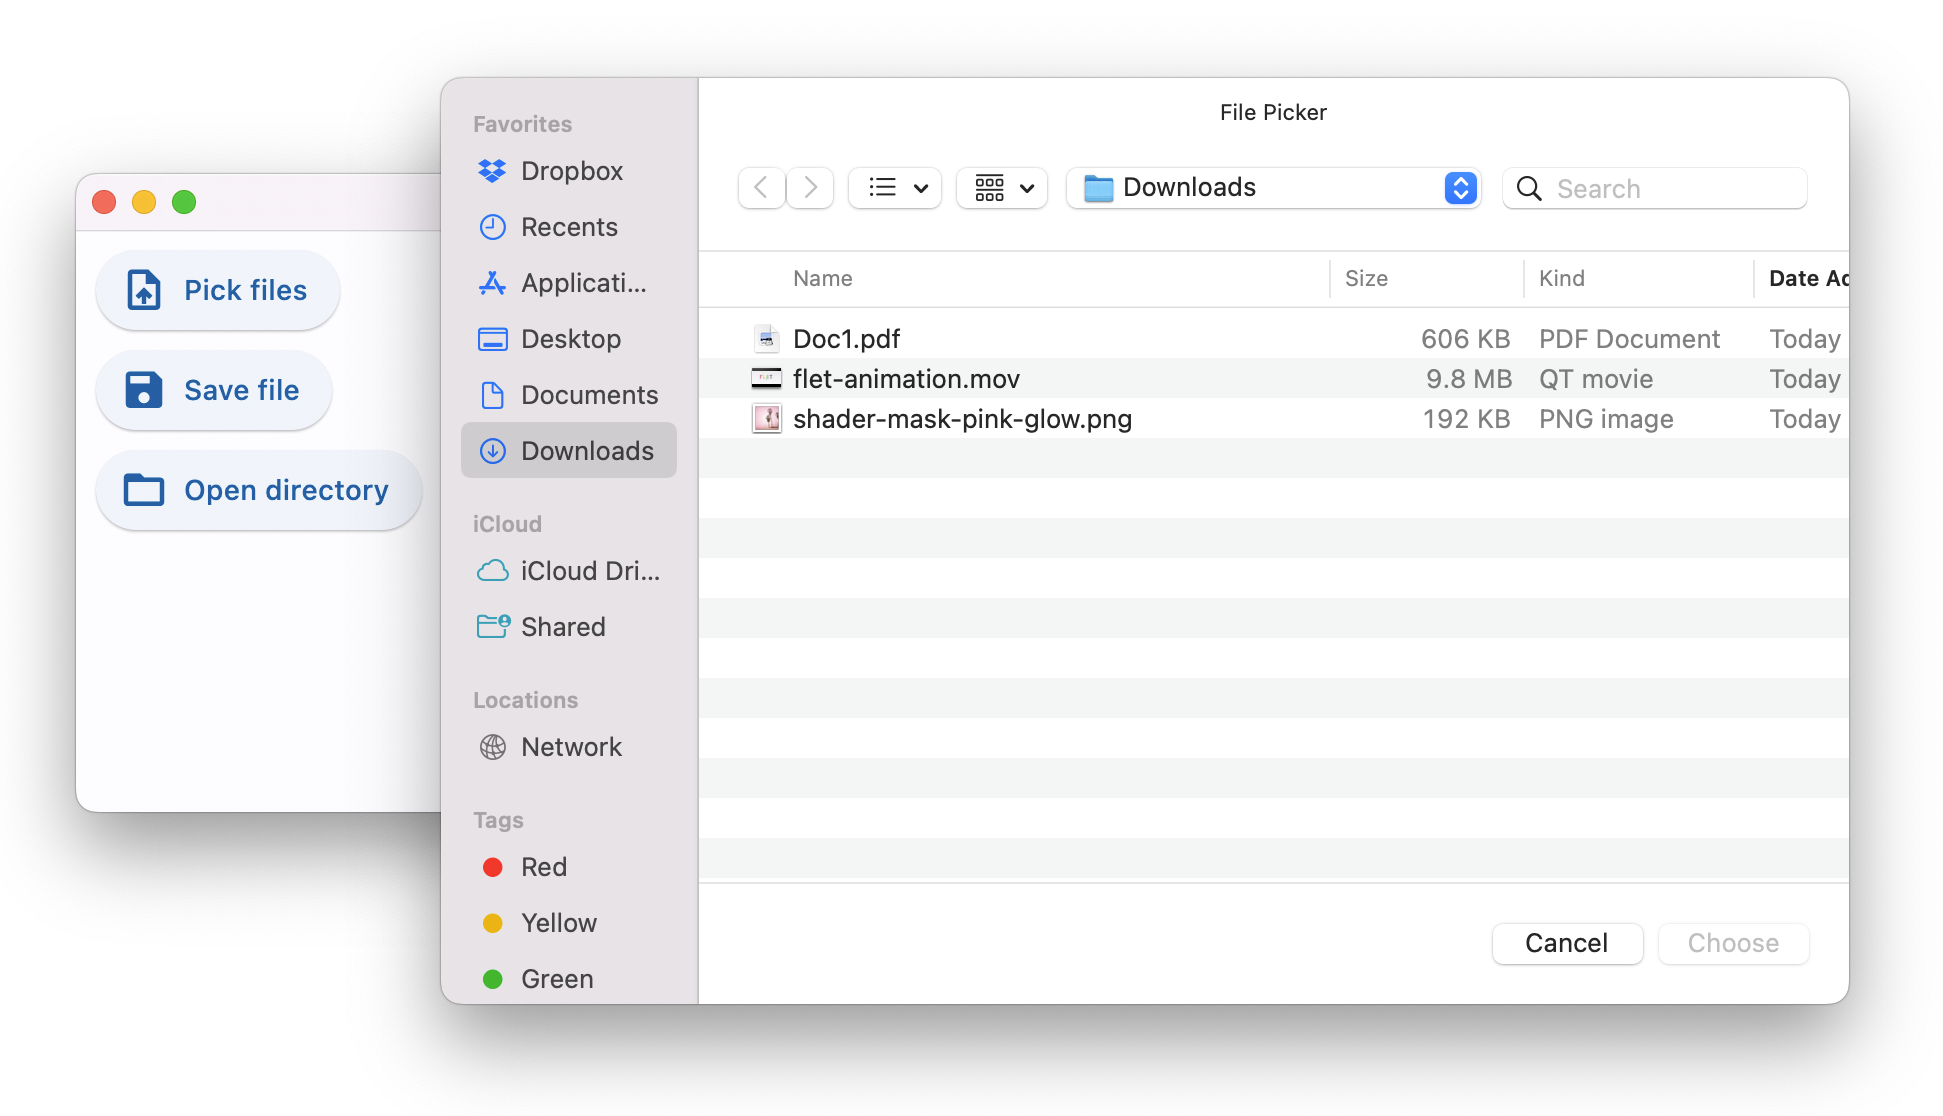 Pick files
Save file
Open directory
Favorites
Dropbox
Recents
Applicati...
Desktop
Documents
Downloads
iCloud
iCloud Dri...
Shared
Locations
Network
Tags
Red
Yellow
Green
File Picker
Downloads
Search
Name Size Kind Date Ad
Doc1.pdf 606 KB PDF Document Today
flet-animation.mov 9.8 MB QT movie Today
shader-mask-pink-glow.png 192 KB PNG image Today
Cancel Choose